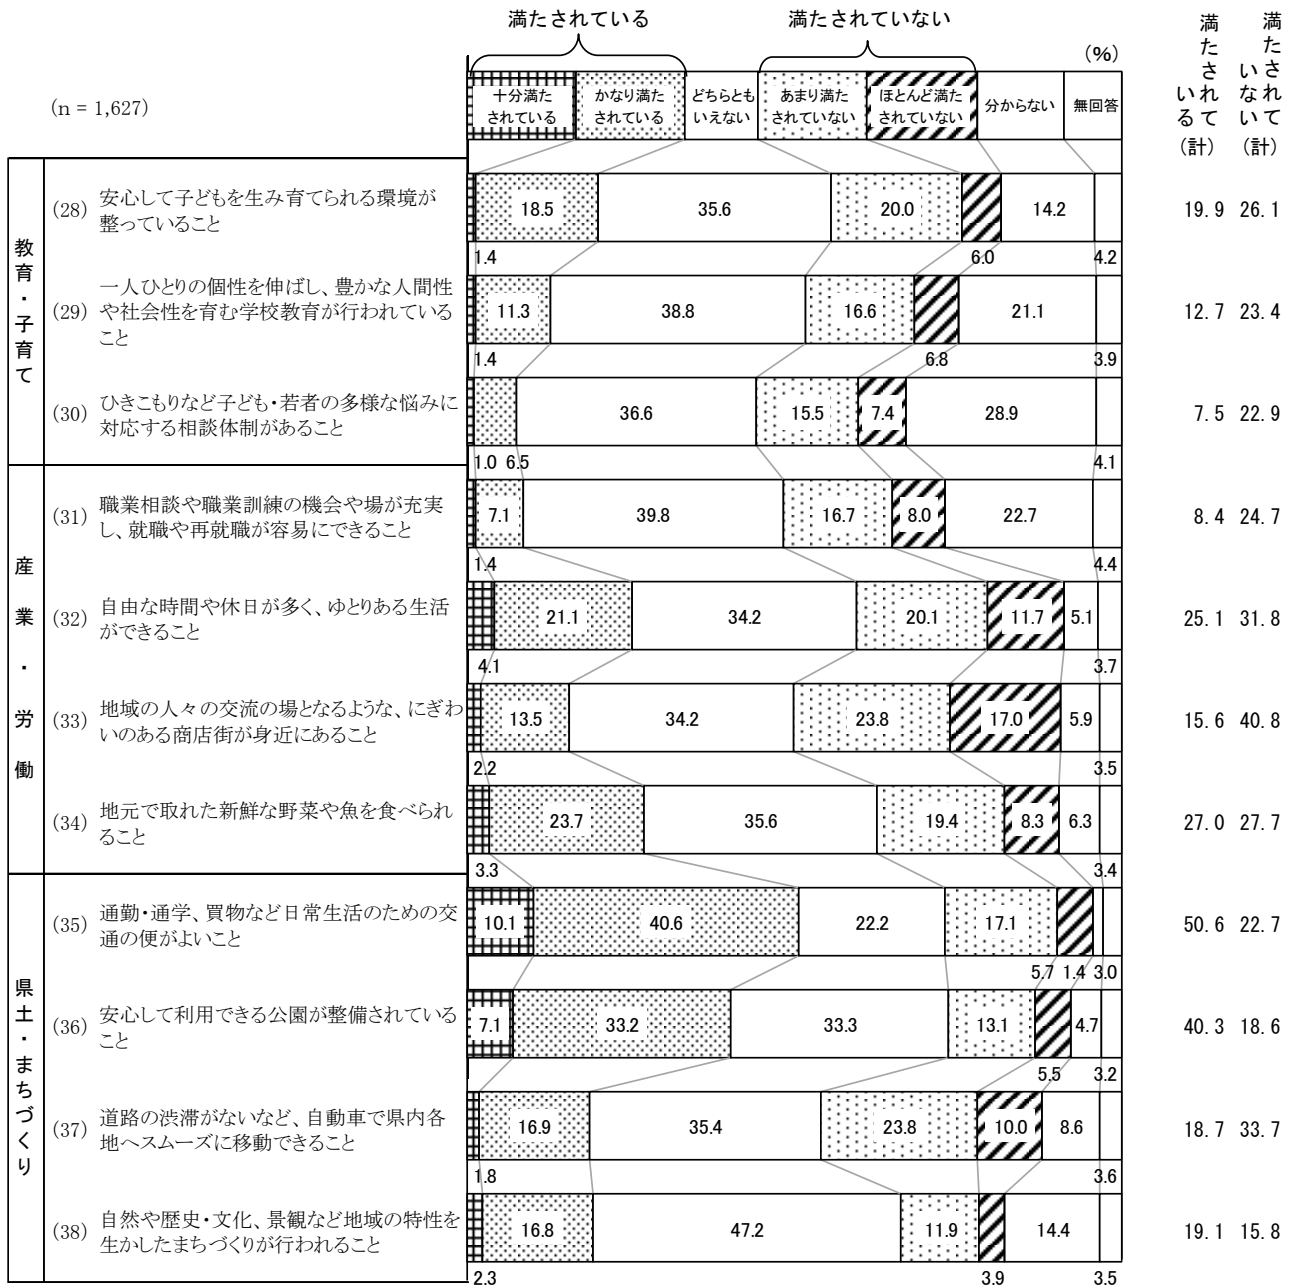 満たされている
満たされていない
(%)
満たされている(計)
満たされていない(計)
(n = 1,627)
十分満たされている
かなり満たされている
どちらともいえない
あまり満たされていない
ほとんど満たされていない
分からない
無回答
教育・子育て
(28) 安心して子どもを生み育てられる環境が
整っていること
18.5 35.6 20.0 14.2 19.9 26.1
1.4 6.0 4.2
(29) 一人ひとりの個性を伸ばし、豊かな人間性
や社会性を育む学校教育が行われている
こと
11.3 38.8 16.6 21.1 12.7 23.4
1.4 6.8 3.9
(30) ひきこもりなど子ども・若者の多様な悩みに
対応する相談体制があること
36.6 15.5 7.4 28.9 7.5 22.9
1.0 6.5 4.1
産業・労働
(31) 職業相談や職業訓練の機会や場が充実
し、就職や再就職が容易にできること
7.1 39.8 16.7 8.0 22.7 8.4 24.7
1.4 4.4
(32) 自由な時間や休日が多く、ゆとりある生活
ができること
21.1 34.2 20.1 11.7 5.1 25.1 31.8
4.1 3.7
(33) 地域の人々の交流の場となるような、にぎわ
いのある商店街が身近にあること
13.5 34.2 23.8 17.0 5.9 15.6 40.8
2.2 3.5
(34) 地元で取れた新鮮な野菜や魚を食べられ
ること
23.7 35.6 19.4 8.3 6.3 27.0 27.7
3.3 3.4
県土・まちづくり
(35) 通勤・通学、買物など日常生活のための交
通の便がよいこと
10.1 40.6 22.2 17.1 50.6 22.7
5.7 1.4 3.0
(36) 安心して利用できる公園が整備されている
こと
7.1 33.2 33.3 13.1 4.7 40.3 18.6
5.5 3.2
(37) 道路の渋滞がないなど、自動車で県内各
地へスムーズに移動できること
16.9 35.4 23.8 10.0 8.6 18.7 33.7
1.8 3.6
(38) 自然や歴史・文化、景観など地域の特性を
生かしたまちづくりが行われること
16.8 47.2 11.9 14.4 19.1 15.8
2.3 3.9 3.5